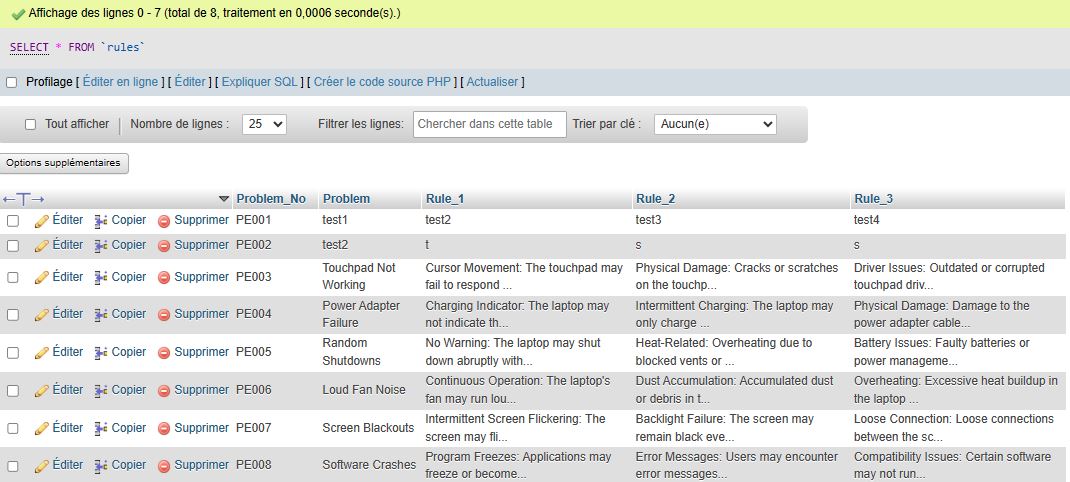 Affichage des lignes 0 - 7 (total de 8, traitement en 0,0006 seconde(s).)
SELECT * FROM `rules`
Profilage [ Éditer en ligne ] [ Éditer ] [ Expliquer SQL ] [ Créer le code source PHP ] [ Actualiser ]
Tout afficher Nombre de lignes : 25 Filtrer les lignes: Chercher dans cette table Trier par clé : Aucun(e)
Options supplémentaires
←T→ Problem_No Problem Rule_1 Rule_2 Rule_3
Éditer Copier Supprimer PE001 test1 test2 test3 test4
Éditer Copier Supprimer PE002 test2 t s s
Touchpad Not Cursor Movement: The touchpad may Physical Damage: Cracks or scratches Driver Issues: Outdated or corrupted
Éditer Copier Supprimer PE003
Working fail to respond ... on the touchp... touchpad driv...
Power Adapter Charging Indicator: The laptop may Intermittent Charging: The laptop may Physical Damage: Damage to the
Éditer Copier Supprimer PE004
Failure not indicate th... only charge ... power adapter cable...
Random No Warning: The laptop may shut Heat-Related: Overheating due to Battery Issues: Faulty batteries or
Éditer Copier Supprimer PE005
Shutdowns down abruptly with... blocked vents or ... power manageme...
Continuous Operation: The laptop's Dust Accumulation: Accumulated dust Overheating: Excessive heat buildup in
Éditer Copier Supprimer PE006 Loud Fan Noise
fan may run lou... or debris in t... the laptop ...
Intermittent Screen Flickering: The Backlight Failure: The screen may Loose Connection: Loose connections
Éditer Copier Supprimer PE007 Screen Blackouts
screen may fli... remain black eve... between the sc...
Program Freezes: Applications may Error Messages: Users may encounter Compatibility Issues: Certain software
Éditer Copier Supprimer PE008 Software Crashes
freeze or become... error messages... may not run...